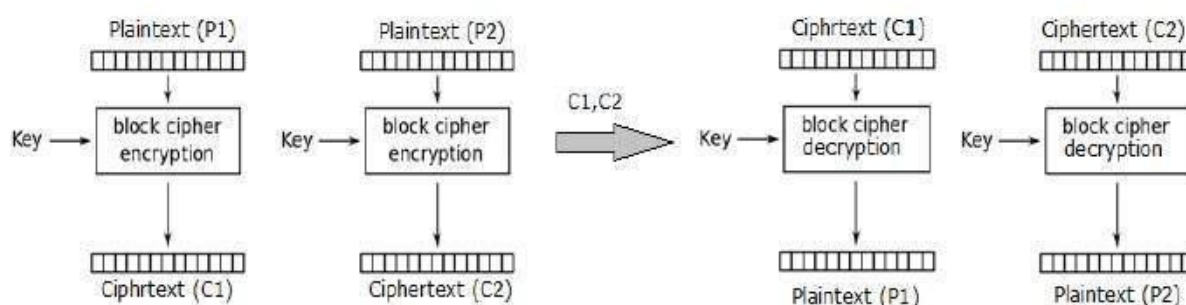 Plaintext (P1)
Key
block cipher
encryption
Ciphrtext (C1)
Plaintext (P2)
Key
block cipher
encryption
Ciphertext (C2)
C1,C2
Ciphrtext (C1)
Key
block cipher
decryption
Plaintext (P1)
Ciphertext (C2)
Key
block cipher
decryption
Plaintext (P2)